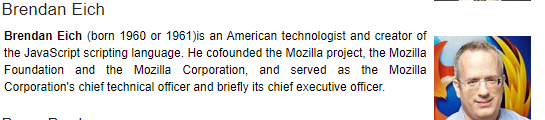 Brendan Eich
Brendan Eich (born 1960 or 1961)is an American technologist and creator of
the JavaScript scripting language. He cofounded the Mozilla project, the Mozilla
Foundation and the Mozilla Corporation, and served as the Mozilla
Corporation's chief technical officer and briefly its chief executive officer.